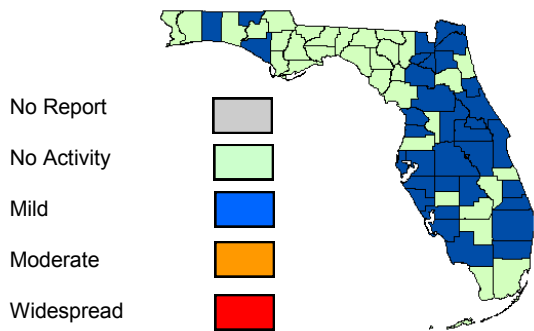 No Report
No Activity
Mild
Moderate
Widespread